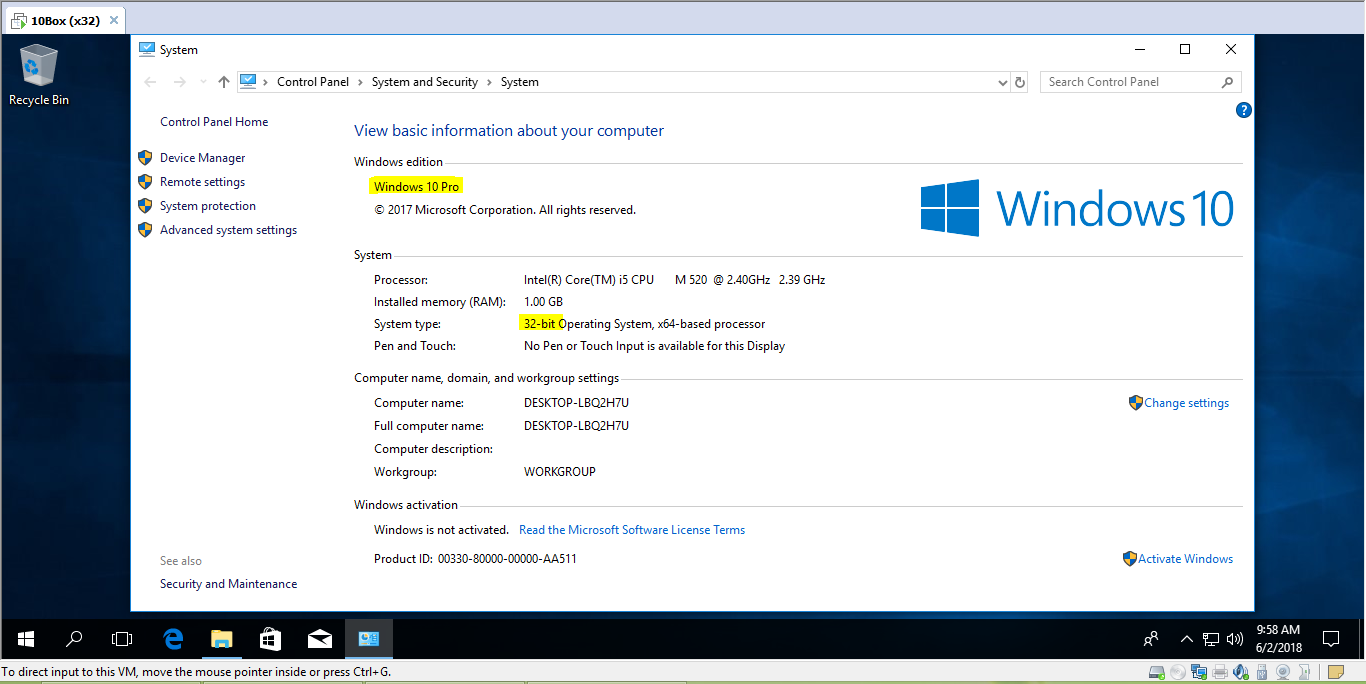 10Box (x32)
System
Recycle Bin
Control Panel > System and Security > System
Search Control Panel
Control Panel Home
Device Manager
Remote settings
System protection
Advanced system settings
See also
Security and Maintenance
View basic information about your computer
Windows edition
Windows 10 Pro
© 2017 Microsoft Corporation. All rights reserved.
Windows 10
System
Processor: Intel(R) Core(TM) i5 CPU M 520 @ 2.40GHz 2.39 GHz
Installed memory (RAM): 1.00 GB
System type: 32-bit Operating System, x64-based processor
Pen and Touch: No Pen or Touch Input is available for this Display
Computer name, domain, and workgroup settings
Computer name: DESKTOP-LBQ2H7U
Change settings
Full computer name: DESKTOP-LBQ2H7U
Computer description:
Workgroup: WORKGROUP
Windows activation
Windows is not activated. Read the Microsoft Software License Terms
Product ID: 00330-80000-00000-AA511
Activate Windows
9:58 AM
6/2/2018
To direct input to this VM, move the mouse pointer inside or press Ctrl+G.